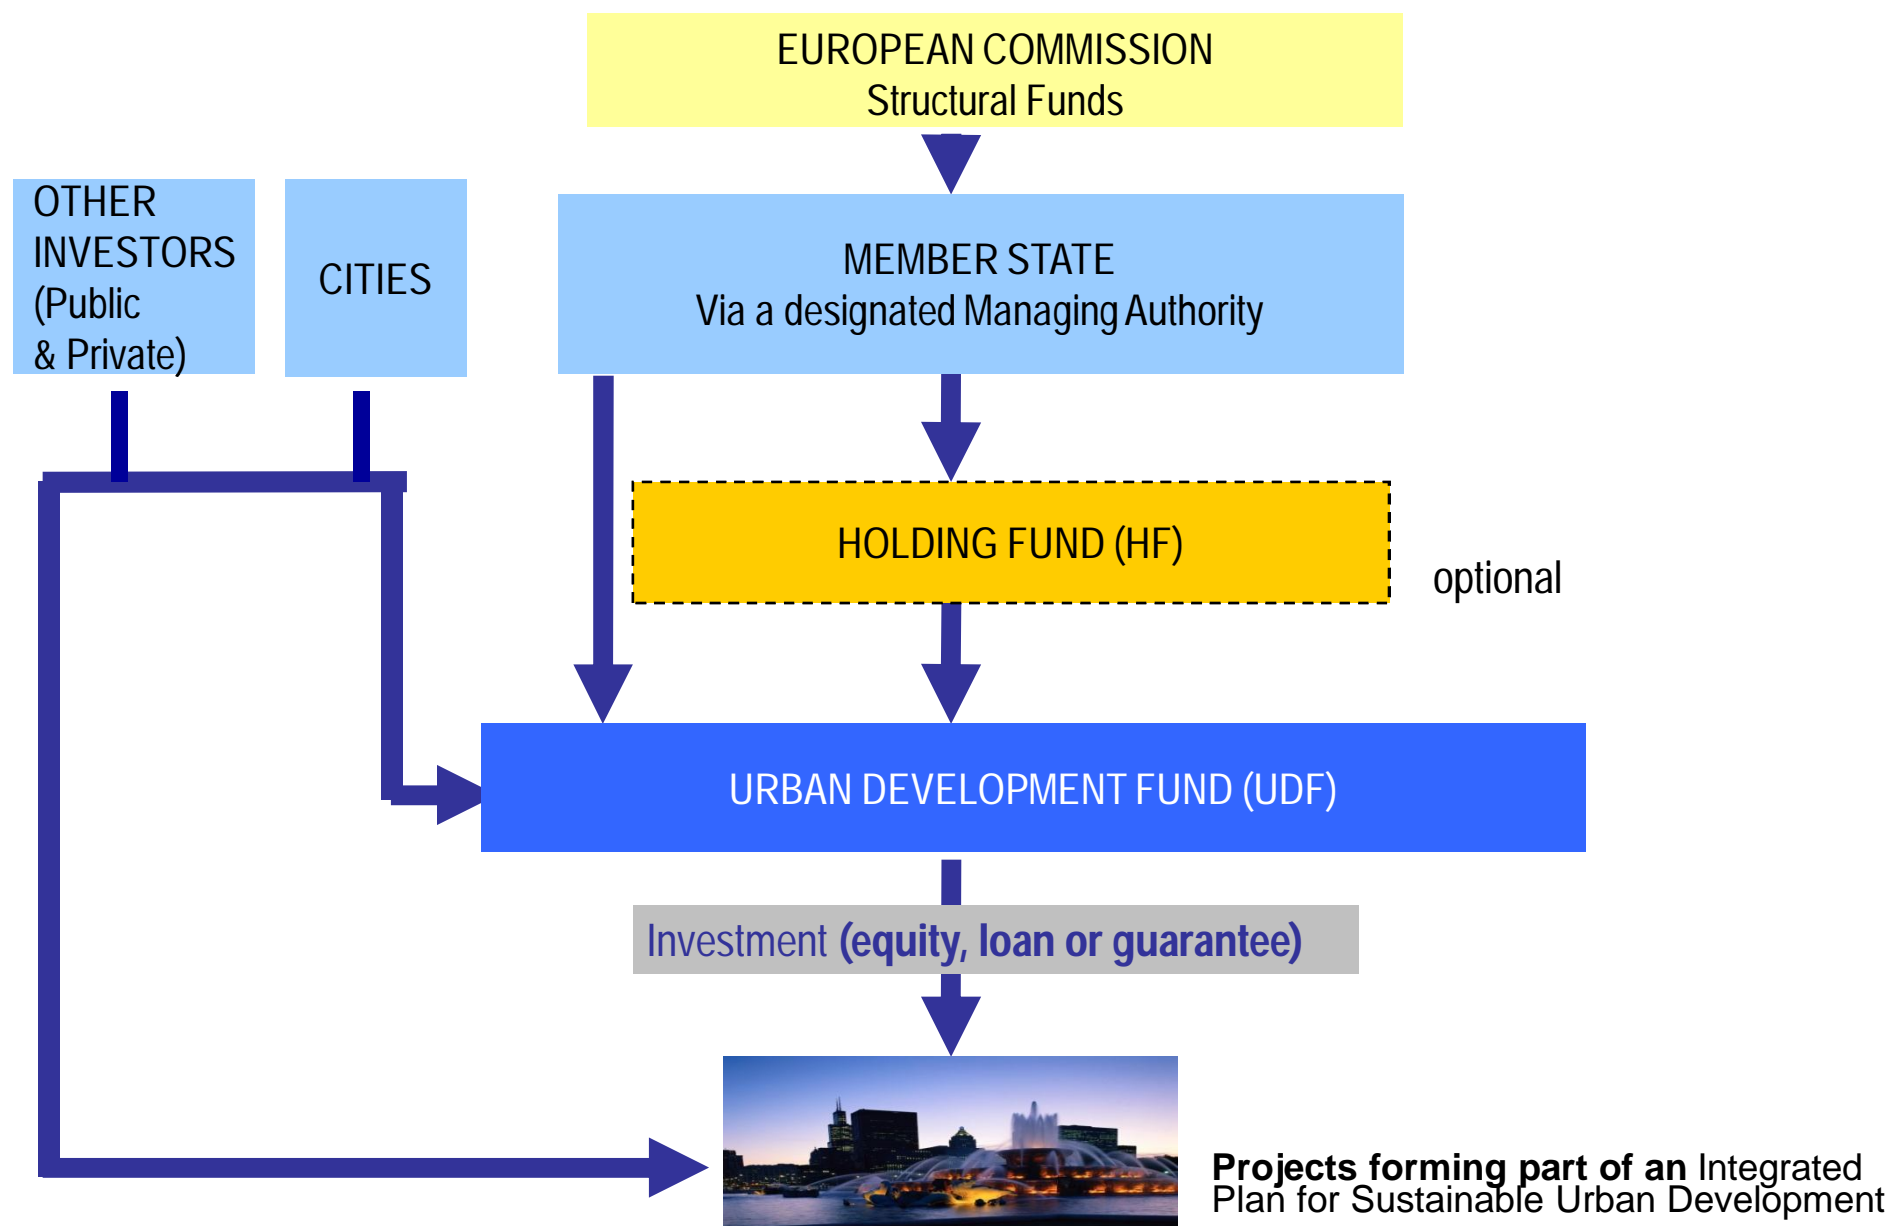 EUROPEAN COMMISSION
Structural Funds
OTHER
INVESTORS
(Public
& Private)
CITIES
MEMBER STATE
Via a designated Managing Authority
HOLDING FUND (HF)
optional
URBAN DEVELOPMENT FUND (UDF)
Investment (equity, loan or guarantee)
Projects forming part of an Integrated
Plan for Sustainable Urban Development